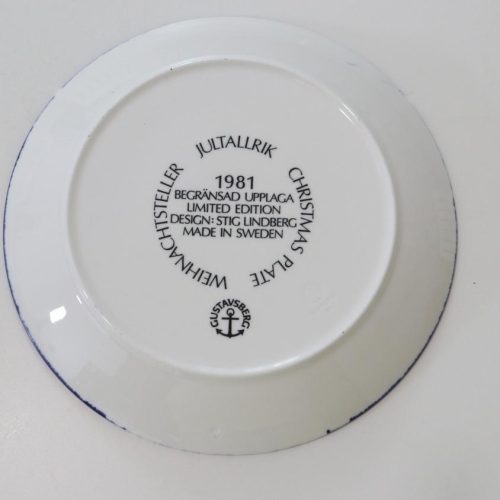 JULTALLRIK
CHRISTMAS PLATE
WEIHNACHTSTELLER
1981
BEGRÄNSAD UPPLAGA
LIMITED EDITION
DESIGN: STIG LINDBERG
MADE IN SWEDEN
GUSTAVSBERG